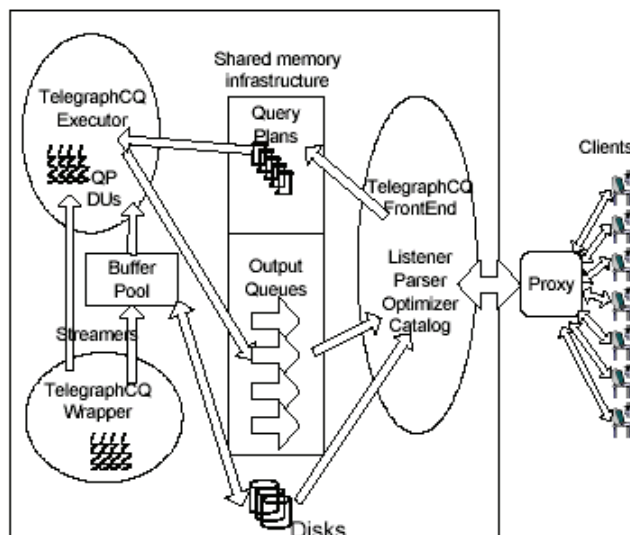 Shared memory
infrastructure
TelegraphCQ
Executor
QP
DUs
Query
Plans
TelegraphCQ
FrontEnd
Listener
Parser
Optimizer
Catalog
Clients
Proxy
Buffer
Pool
Output
Queues
Streamers
TelegraphCQ
Wrapper
Disks